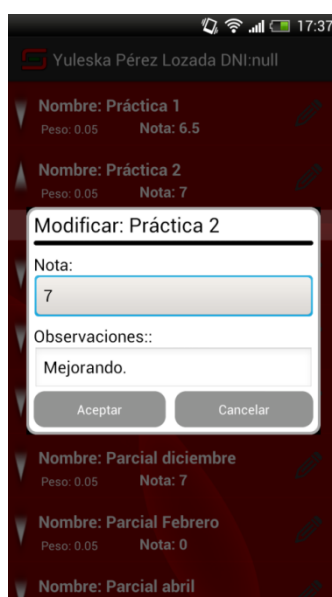 17:37
Yuleska Pérez Lozada DNI:null
Nombre: Práctica 1
Peso: 0.05 Nota: 6.5
Nombre: Práctica 2
Peso: 0.05 Nota: 7
Modificar: Práctica 2
Nota:
7
Observaciones::
Mejorando.
Aceptar Cancelar
Nombre: Parcial diciembre
Peso: 0.05 Nota: 7
Nombre: Parcial Febrero
Peso: 0.05 Nota: 0
Nombre: Parcial abril